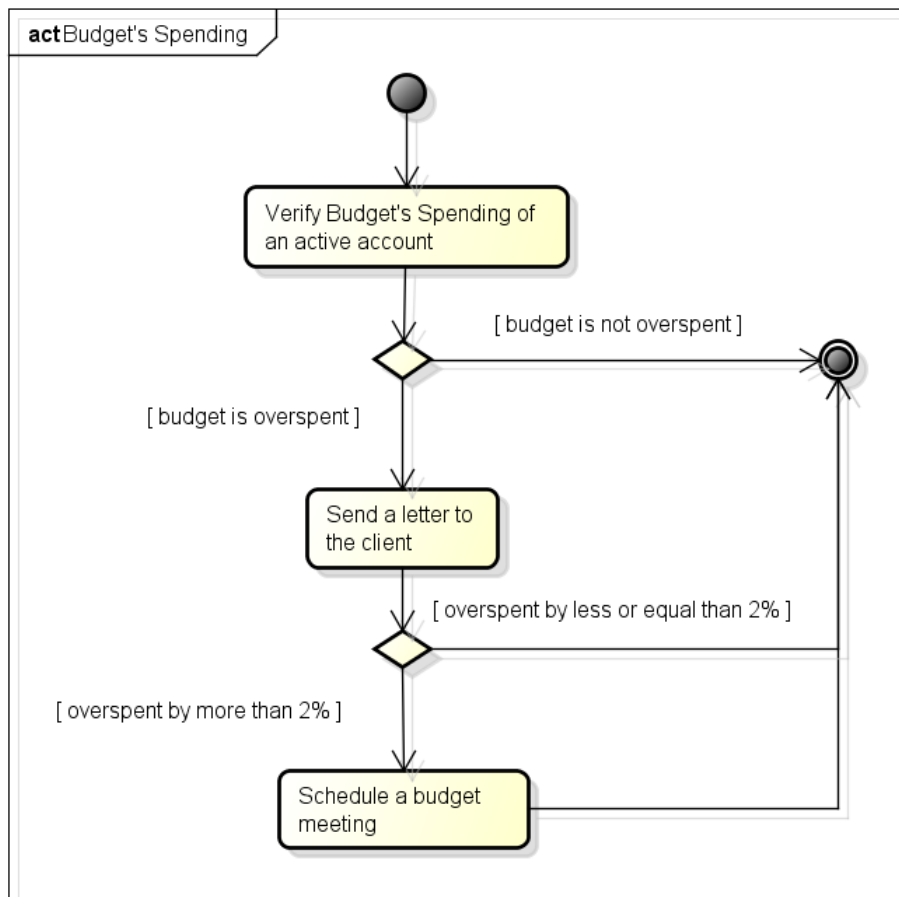 act Budget's Spending
Verify Budget's Spending of
an active account
[ budget is not overspent ]
[ budget is overspent ]
Send a letter to
the client
[ overspent by less or equal than 2% ]
[ overspent by more than 2% ]
Schedule a budget
meeting